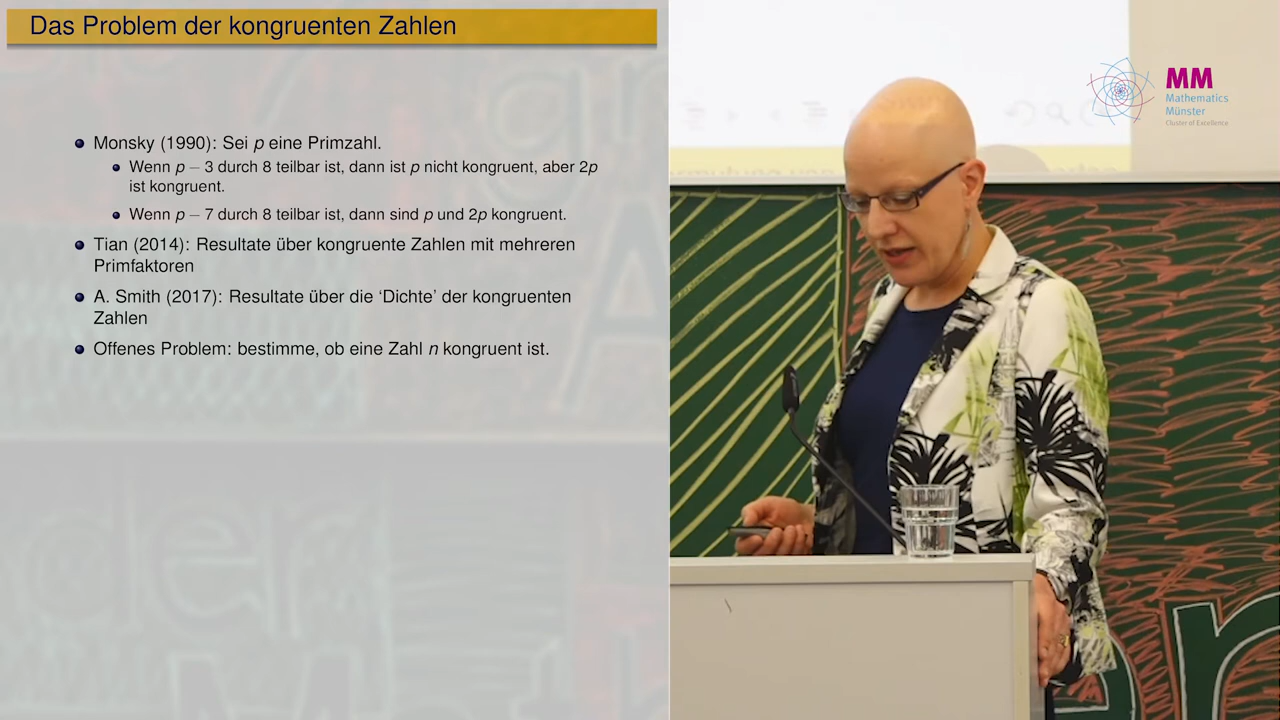 Das Problem der kongruenten Zahlen
Monsky (1990): Sei p eine Primzahl.
Wenn p − 3 durch 8 teilbar ist, dann ist p nicht kongruent, aber 2p
ist kongruent.
Wenn p − 7 durch 8 teilbar ist, dann sind p und 2p kongruent.
Tian (2014): Resultate über kongruente Zahlen mit mehreren
Primfaktoren
A. Smith (2017): Resultate über die ‘Dichte’ der kongruenten
Zahlen
Offenes Problem: bestimme, ob eine Zahl n kongruent ist.
MM
Mathematics
Münster
Cluster of Excellence